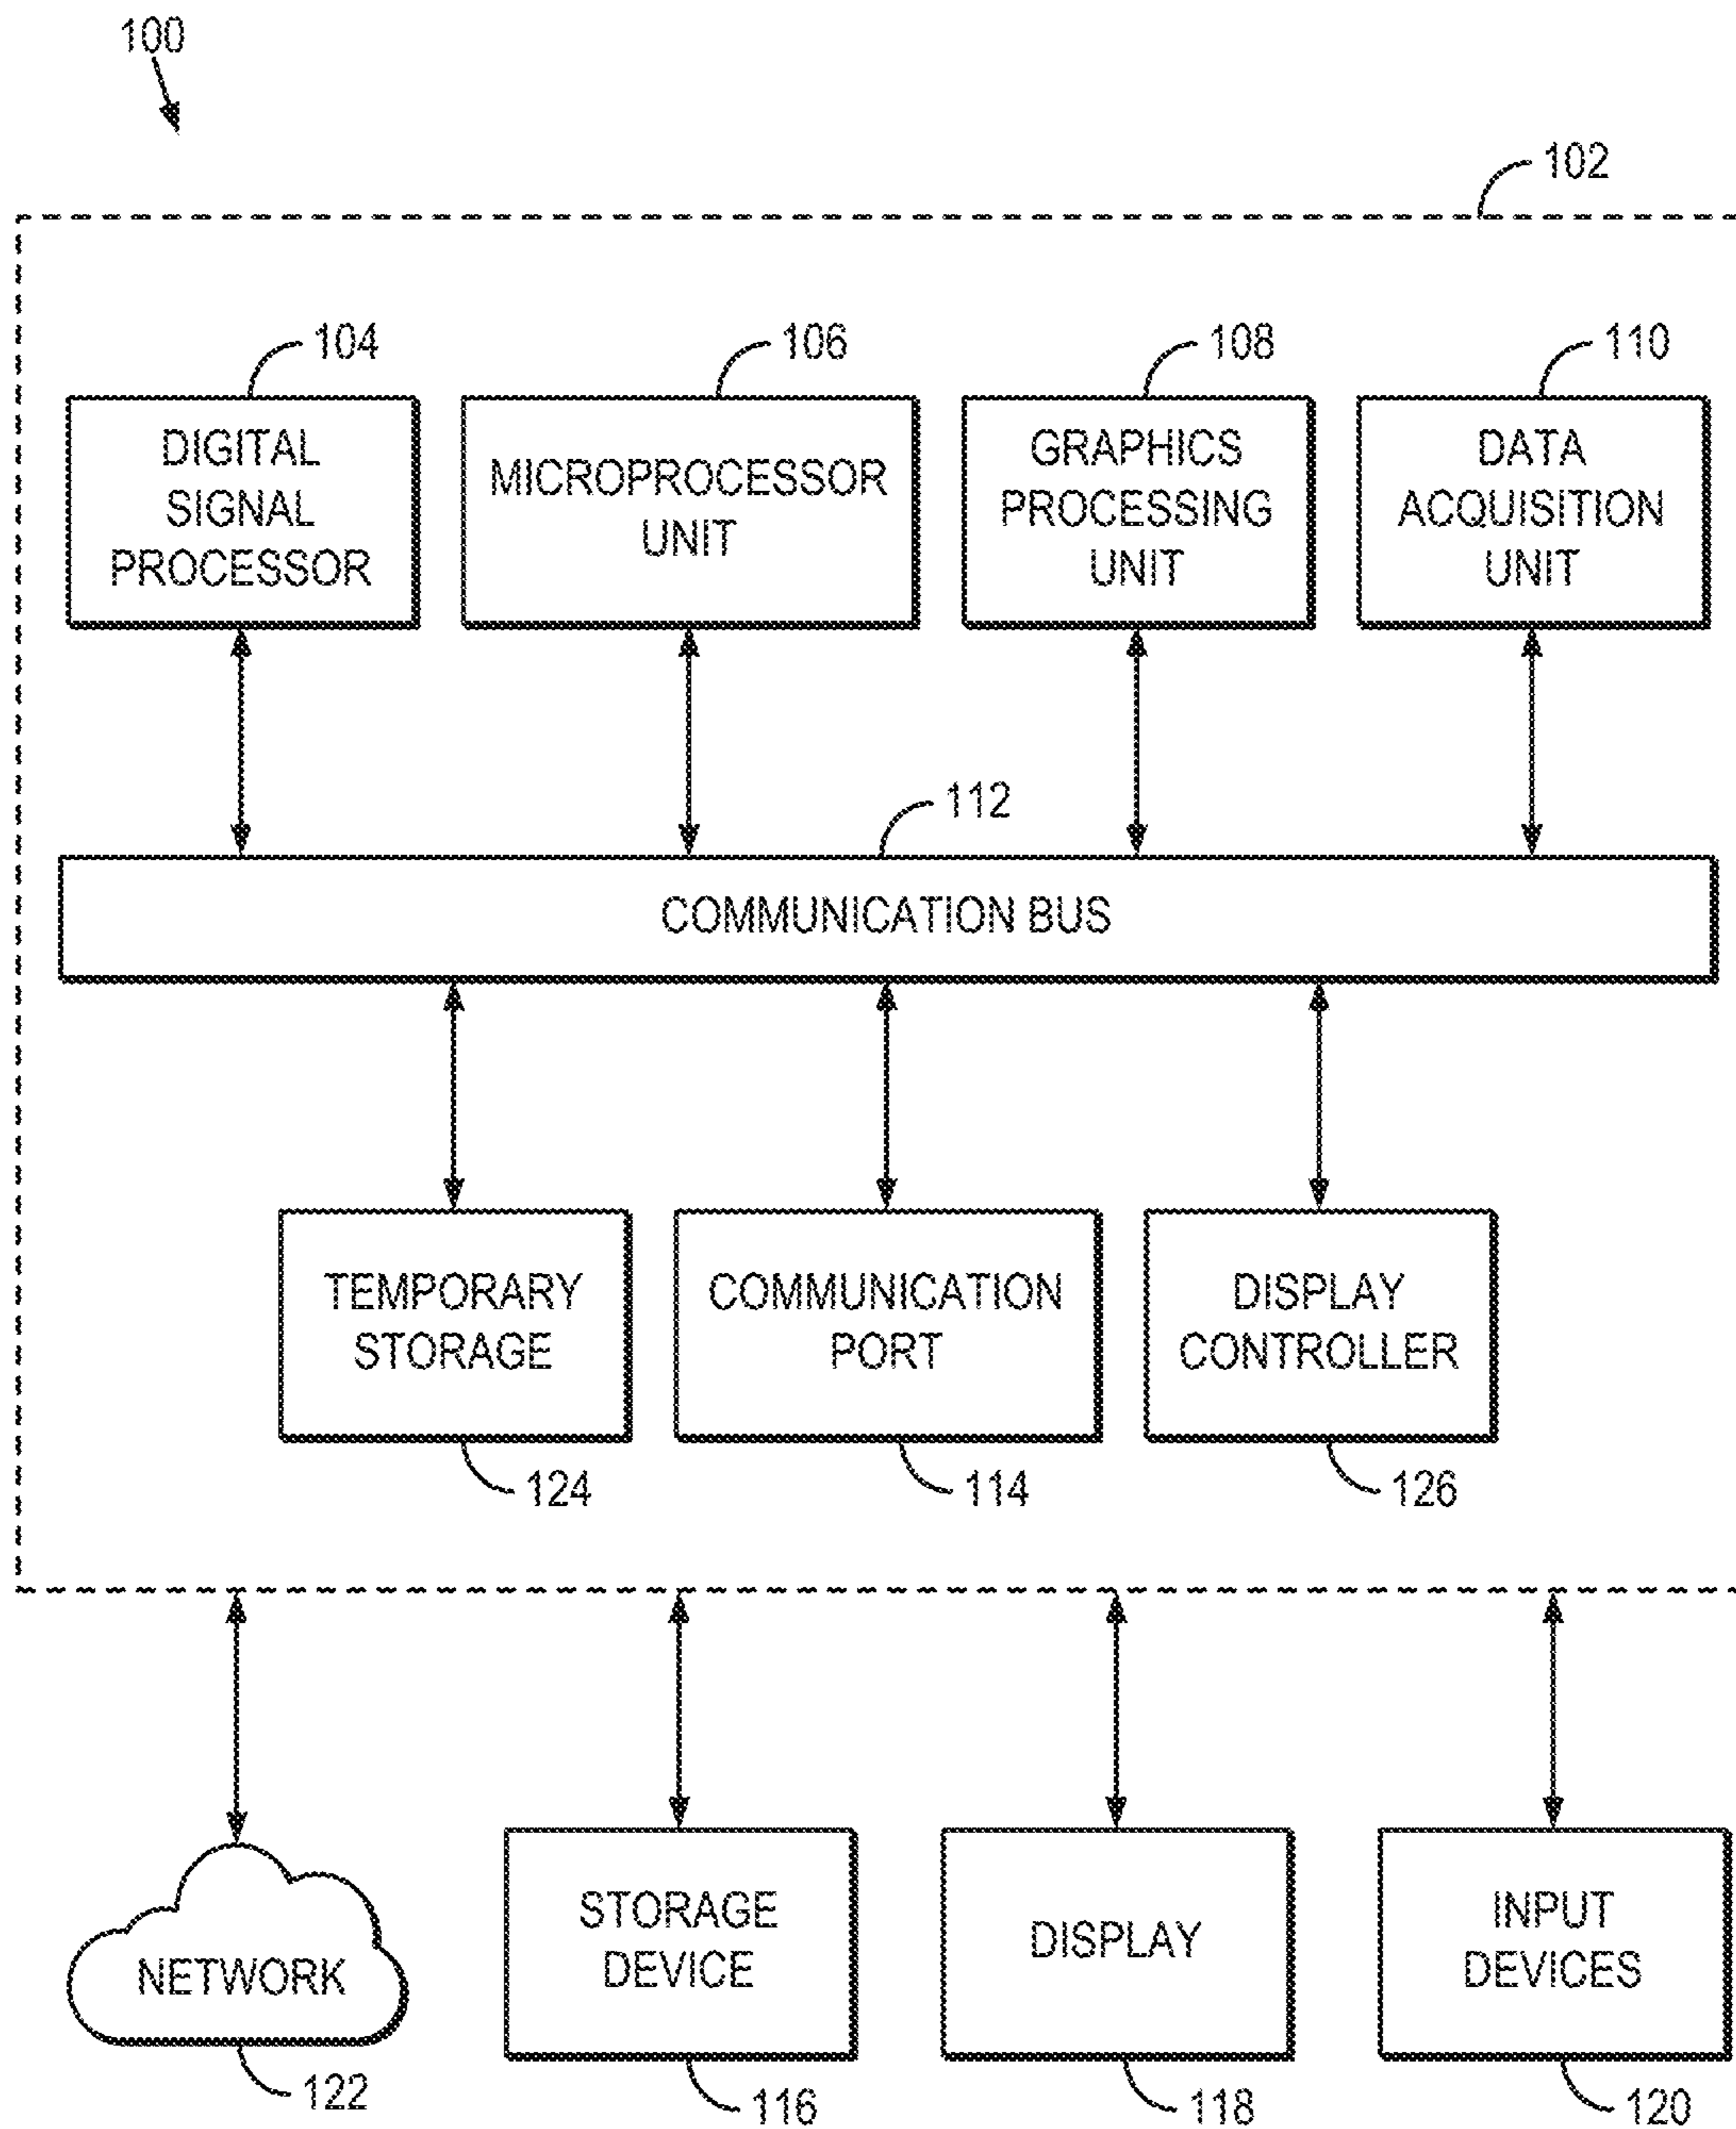 100
102
104
106
108
110
DIGITAL
SIGNAL
PROCESSOR
MICROPROCESSOR
UNIT
GRAPHICS
PROCESSING
UNIT
DATA
ACQUISITION
UNIT
112
COMMUNICATION BUS
TEMPORARY
STORAGE
COMMUNICATION
PORT
DISPLAY
CONTROLLER
124
114
126
NETWORK
STORAGE
DEVICE
DISPLAY
INPUT
DEVICES
122
116
118
120